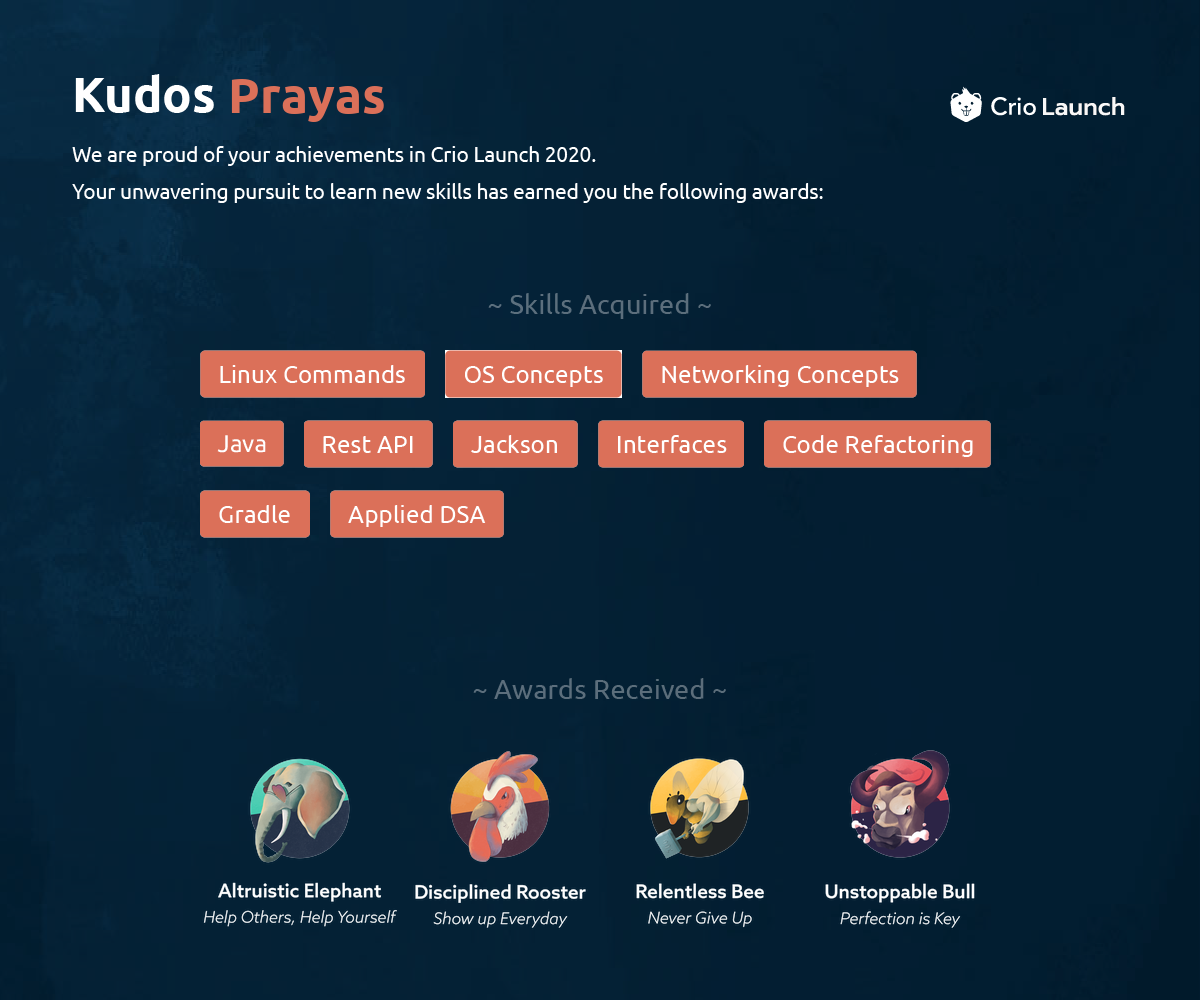 Kudos Prayas
Crio Launch
We are proud of your achievements in Crio Launch 2020.
Your unwavering pursuit to learn new skills has earned you the following awards:
~ Skills Acquired ~
Linux Commands OS Concepts Networking Concepts
Java Rest API Jackson Interfaces Code Refactoring
Gradle Applied DSA
~ Awards Received ~
Altruistic Elephant Disciplined Rooster Relentless Bee Unstoppable Bull
Help Others, Help Yourself Show up Everyday Never Give Up Perfection is Key